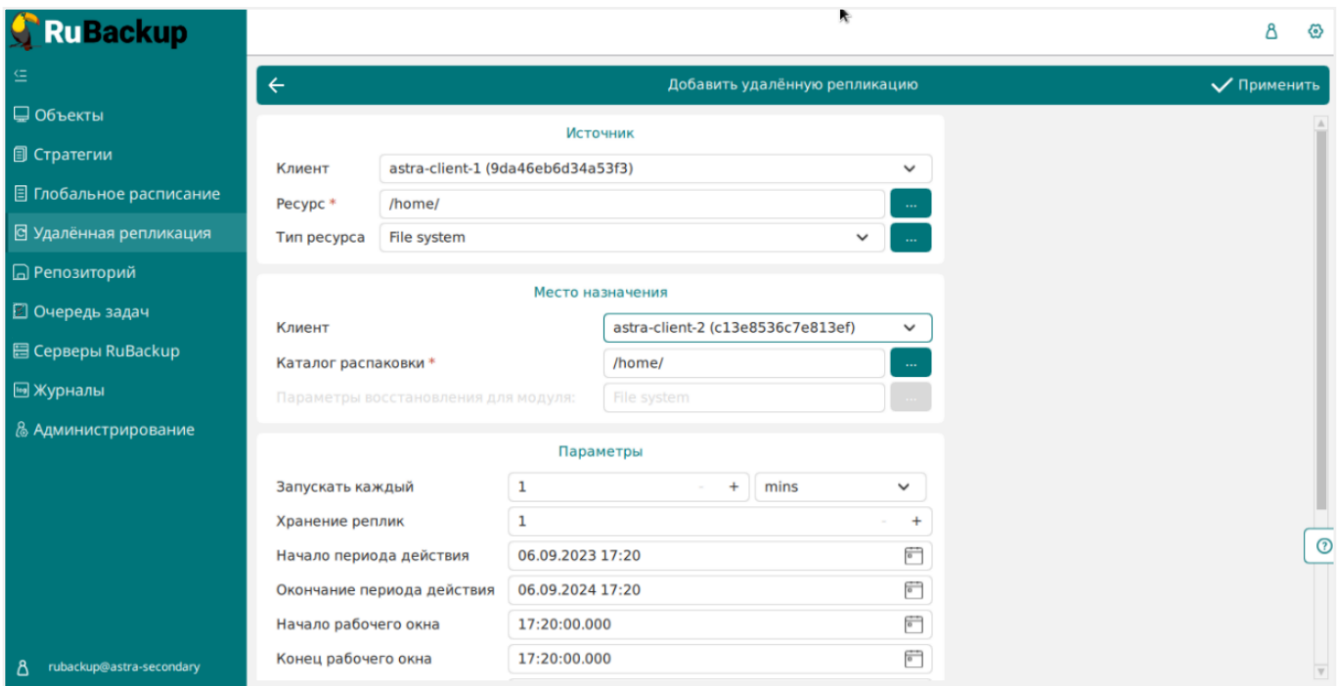 RuBackup
Объекты
Стратегии
Глобальное расписание
Удалённая репликация
Репозиторий
Очередь задач
Серверы RuBackup
Журналы
Администрирование
rubackup@astra-secondary
Добавить удалённую репликацию
Применить
Источник
Клиент astra-client-1 (9da46eb6d34a53f3)
Ресурс * /home/ ...
Тип ресурса File system ...
Место назначения
Клиент astra-client-2 (c13e8536c7e813ef)
Каталог распаковки * /home/ ...
Параметры восстановления для модуля: File system ...
Параметры
Запускать каждый 1 - + mins
Хранение реплик 1 - +
Начало периода действия 06.09.2023 17:20
Окончание периода действия 06.09.2024 17:20
Начало рабочего окна 17:20:00.000
Конец рабочего окна 17:20:00.000